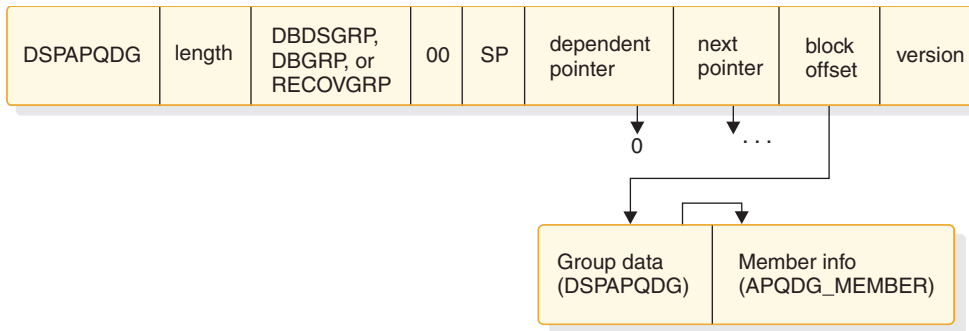 DSPAPQDG
length
DBDSGRP,
DBGRP, or
RECOVGRP
00
SP
dependent
pointer
next
pointer
block
offset
version
0
. . .
Group data
(DSPAPQDG)
Member info
(APQDG_MEMBER)